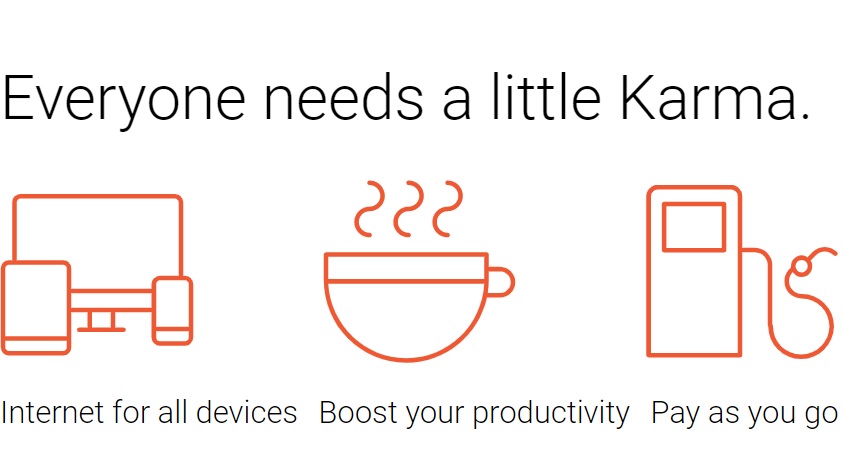 Everyone needs a little Karma.
Internet for all devices
Boost your productivity
Pay as you go